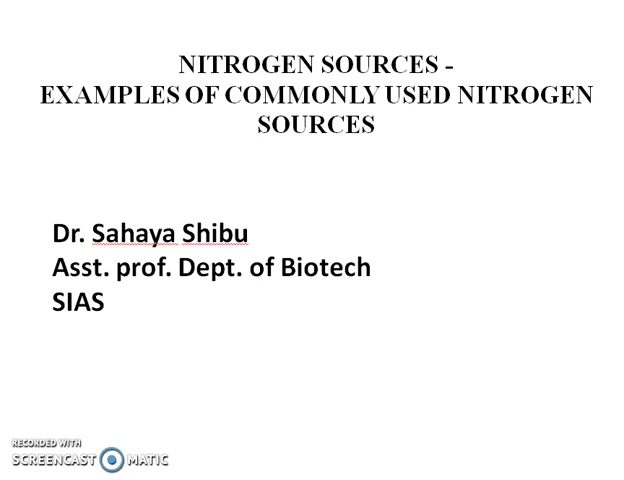 NITROGEN SOURCES -
EXAMPLES OF COMMONLY USED NITROGEN
SOURCES
Dr. Sahaya Shibu
Asst. prof. Dept. of Biotech
SIAS
RECORDED WITH
SCREENCAST MATIC